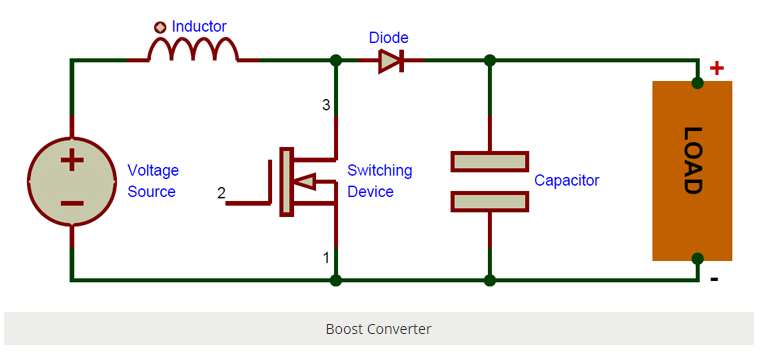 Inductor
Diode
+
3
Voltage
Source
2
Switching
Device
Capacitor
LOAD
1
-
Boost Converter